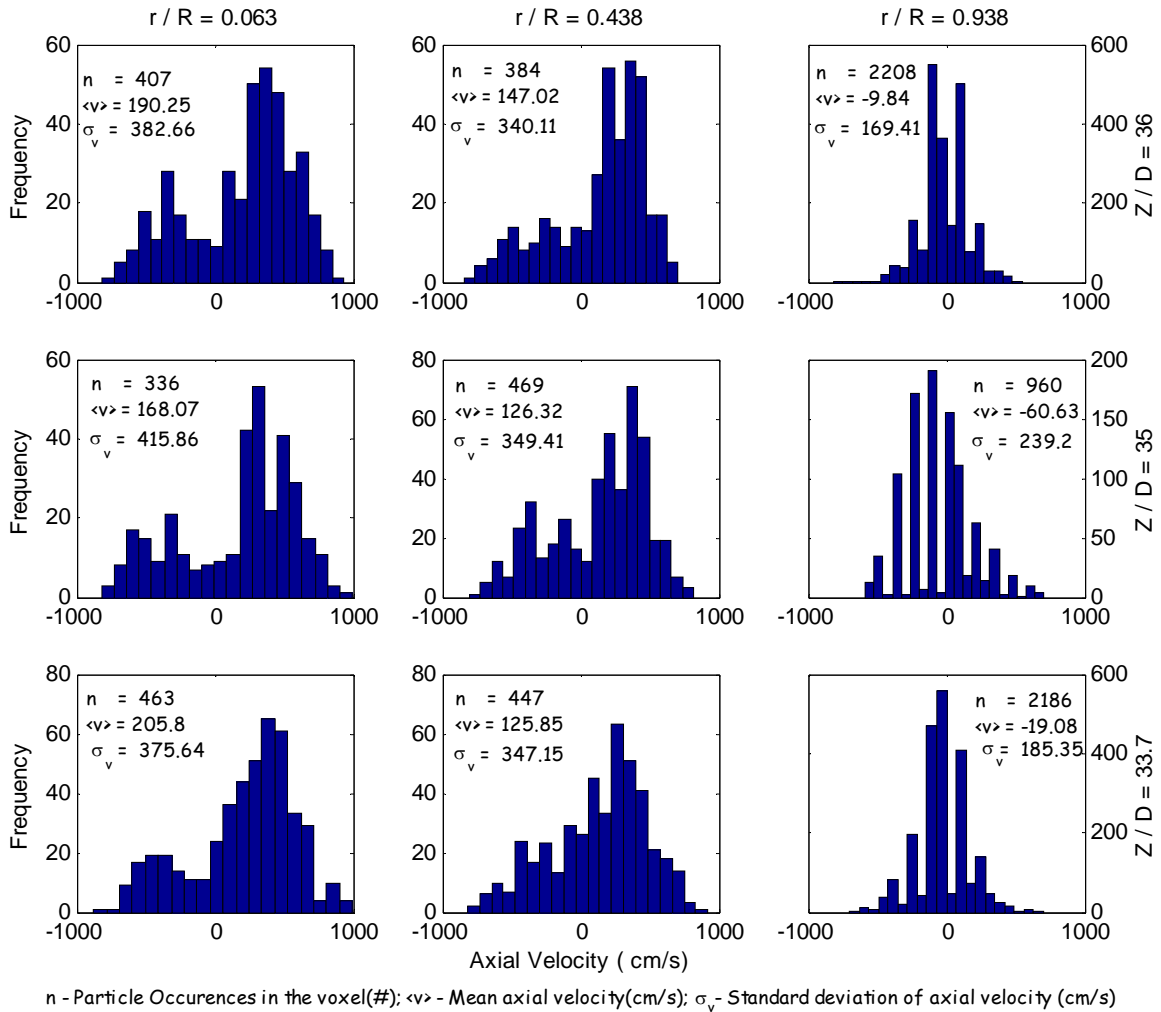 r / R = 0.063
r / R = 0.438
r / R = 0.938
60
40
20
0
Frequency
n = 407
<v> = 190.25
σv = 382.66
-1000 0 1000
60
40
20
0
n = 384
<v> = 147.02
σv = 340.11
-1000 0 1000
n = 2208
<v> = -9.84
σv = 169.41
600
400
200
0
Z / D = 36
-1000 0 1000
60
40
20
0
Frequency
n = 336
<v> = 168.07
σv = 415.86
-1000 0 1000
80
60
40
20
0
n = 469
<v> = 126.32
σv = 349.41
-1000 0 1000
n = 960
<v> = -60.63
σv = 239.2
200
150
100
50
0
Z / D = 35
-1000 0 1000
80
60
40
20
0
Frequency
n = 463
<v> = 205.8
σv = 375.64
-1000 0 1000
80
60
40
20
0
n = 447
<v> = 125.85
σv = 347.15
-1000 0 1000
n = 2186
<v> = -19.08
σv = 185.35
600
400
200
0
Z / D = 33.7
-1000 0 1000
Axial Velocity ( cm/s)
n - Particle Occurences in the voxel(#); <v> - Mean axial velocity(cm/s); σv- Standard deviation of axial velocity (cm/s)